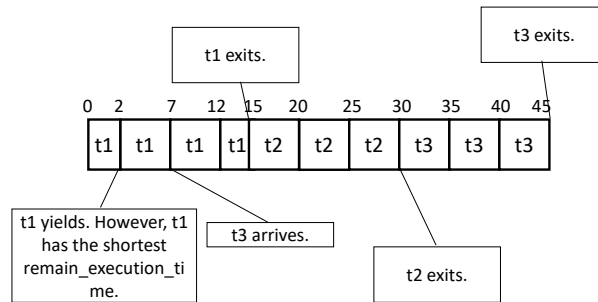 t3 exits.
t1 exits.
0 2 7 12 15 20 25 30 35 40 45
t1 t1 t1 t1 t2 t2 t2 t3 t3 t3
t1 yields. However, t1
has the shortest
remain_execution_ti
me.
t3 arrives.
t2 exits.